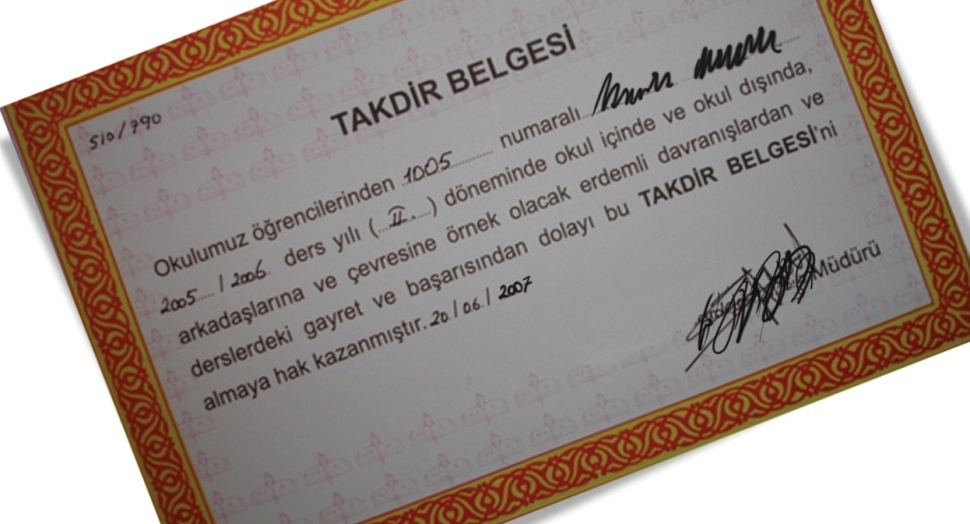 TAKDİR BELGESİ
510/790
Okulumuz öğrencilerinden 1005 numaralı
2005 / 2006 ders yılı (II.) döneminde okul içinde ve okul dışında,
arkadaşlarına ve çevresine örnek olacak erdemli davranışlardan ve
derslerdeki gayret ve başarısından dolayı bu TAKDİR BELGESİ'ni
almaya hak kazanmıştır. 20 / 06 / 2007
Müdürü